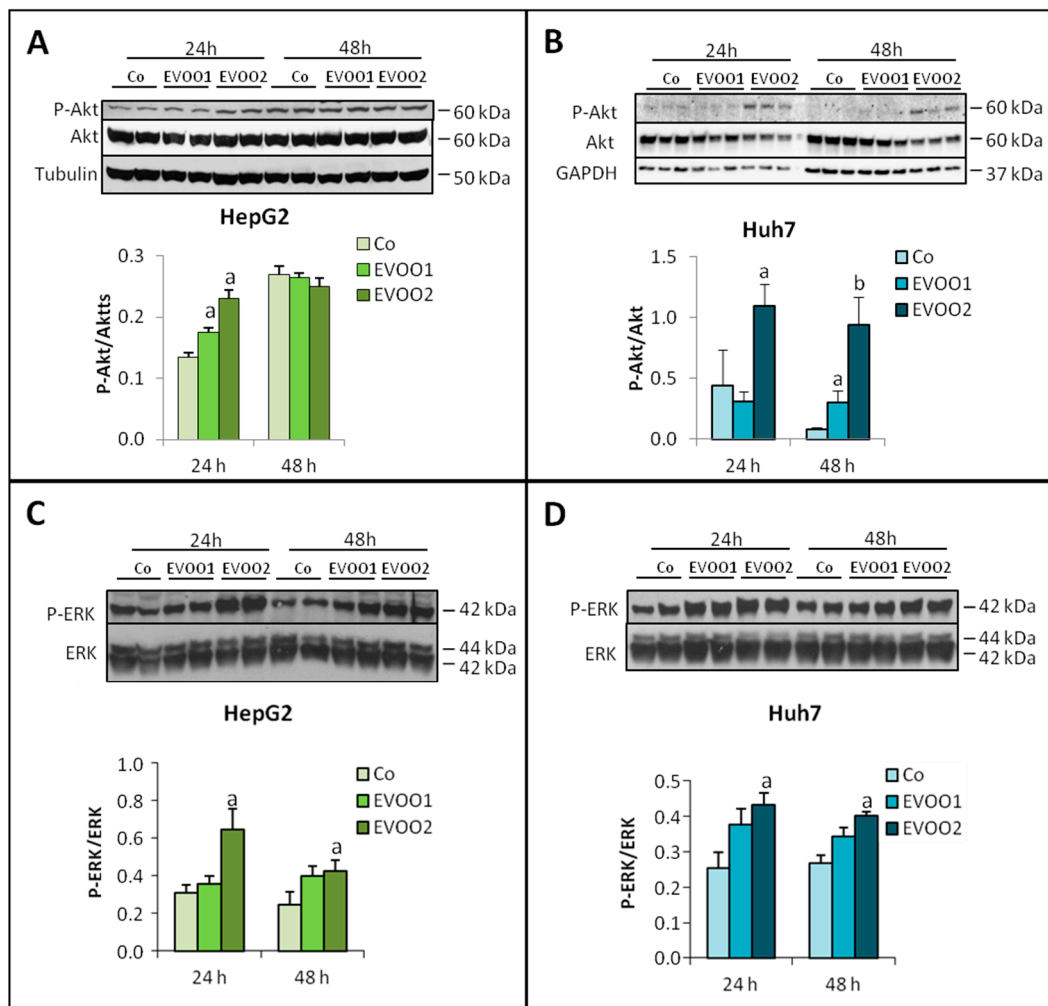 A
24h 48h
Co EVOO1 EVOO2 Co EVOO1 EVOO2
P-Akt 60 kDa
Akt 60 kDa
Tubulin 50 kDa
HepG2
Co
EVOO1
EVOO2
P-Akt/Aktts
0.3
0.2
0.1
0.0
a a
24 h 48 h
B
24h 48h
Co EVOO1 EVOO2 Co EVOO1 EVOO2
P-Akt 60 kDa
Akt 60 kDa
GAPDH 37 kDa
Huh7
Co
EVOO1
EVOO2
P-Akt/Akt
1.5
1.0
0.5
0.0
a a b
24 h 48 h
C
24h 48h
Co EVOO1 EVOO2 Co EVOO1 EVOO2
P-ERK 42 kDa
ERK 44 kDa
42 kDa
HepG2
Co
EVOO1
EVOO2
P-ERK/ERK
1.0
0.8
0.6
0.4
0.2
0.0
a a
24 h 48 h
D
24h 48h
Co EVOO1 EVOO2 Co EVOO1 EVOO2
P-ERK 42 kDa
ERK 44 kDa
42 kDa
Huh7
Co
EVOO1
EVOO2
P-ERK/ERK
0.5
0.4
0.3
0.2
0.1
0.0
a a
24 h 48 h